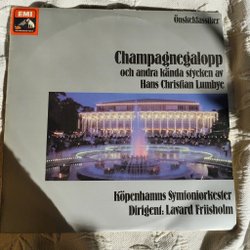 EMI
Önskeklassiker
Champagnegalopp
och andra kända stycken av
Hans Christian Lumbye
Köpenhamns Symfoniorkester
Dirigent: Lavard Friisholm